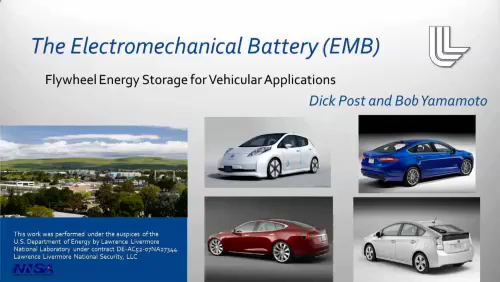 The Electromechanical Battery (EMB)
Flywheel Energy Storage for Vehicular Applications
Dick Post and Bob Yamamoto
This work was performed under the auspices of the
U.S. Department of Energy by Lawrence Livermore
National Laboratory under contract DE-AC52-07NA27344.
Lawrence Livermore National Security, LLC
NNSA